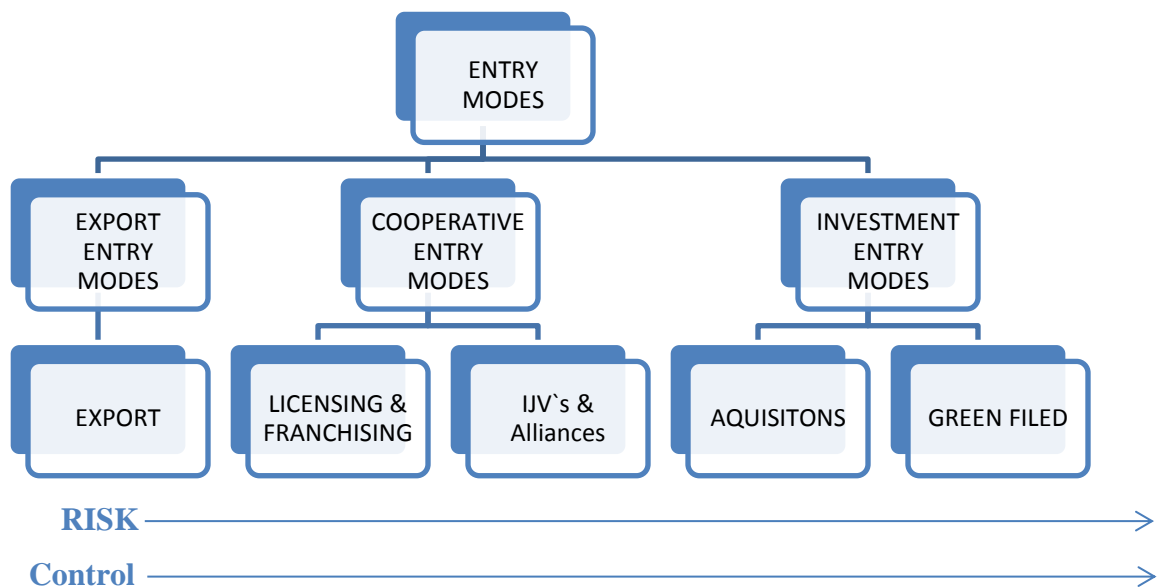 ENTRY
MODES
EXPORT
ENTRY
MODES
COOPERATIVE
ENTRY
MODES
INVESTMENT
ENTRY
MODES
EXPORT
LICENSING &
FRANCHISING
IJV`s &
Alliances
AQUISITONS
GREEN FILED
RISK
Control